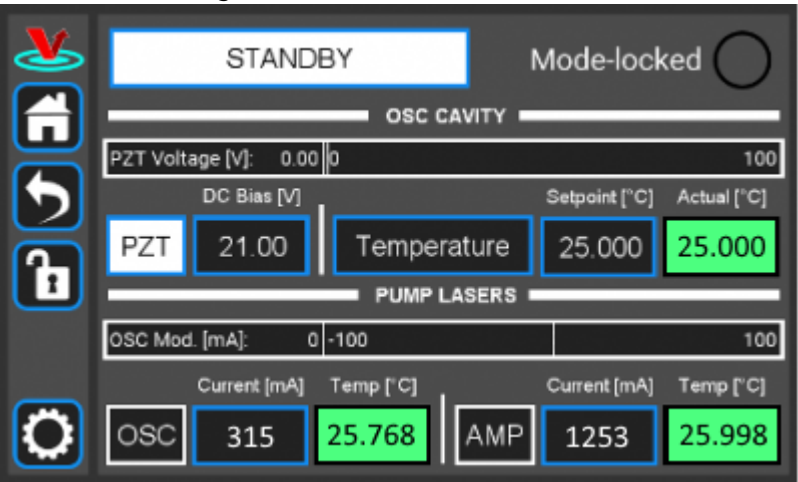 STANDBY Mode-locked
OSC CAVITY
PZT Voltage [V]: 0.00 0 100
DC Bias [V] Setpoint [°C] Actual [°C]
PZT 21.00 Temperature 25.000 25.000
PUMP LASERS
OSC Mod. [mA]: 0 -100 100
Current [mA] Temp [°C] Current [mA] Temp [°C]
OSC 315 25.768 AMP 1253 25.998